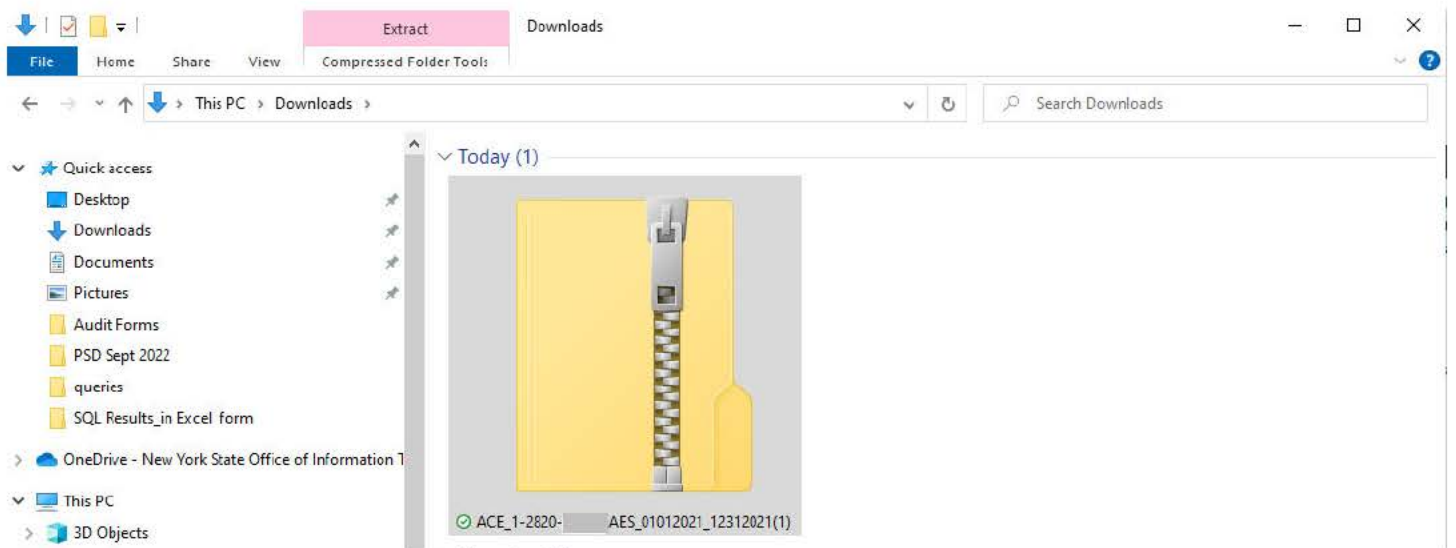 Extract
Downloads
File Home Share View Compressed Folder Tools
This PC > Downloads >
Search Downloads
Quick access
Today (1)
Desktop
Downloads
Documents
Pictures
Audit Forms
PSD Sept 2022
queries
SQL Results_in Excel form
OneDrive - New York State Office of Information T
This PC
ACE_1-2820- AES_01012021_12312021(1)
3D Objects